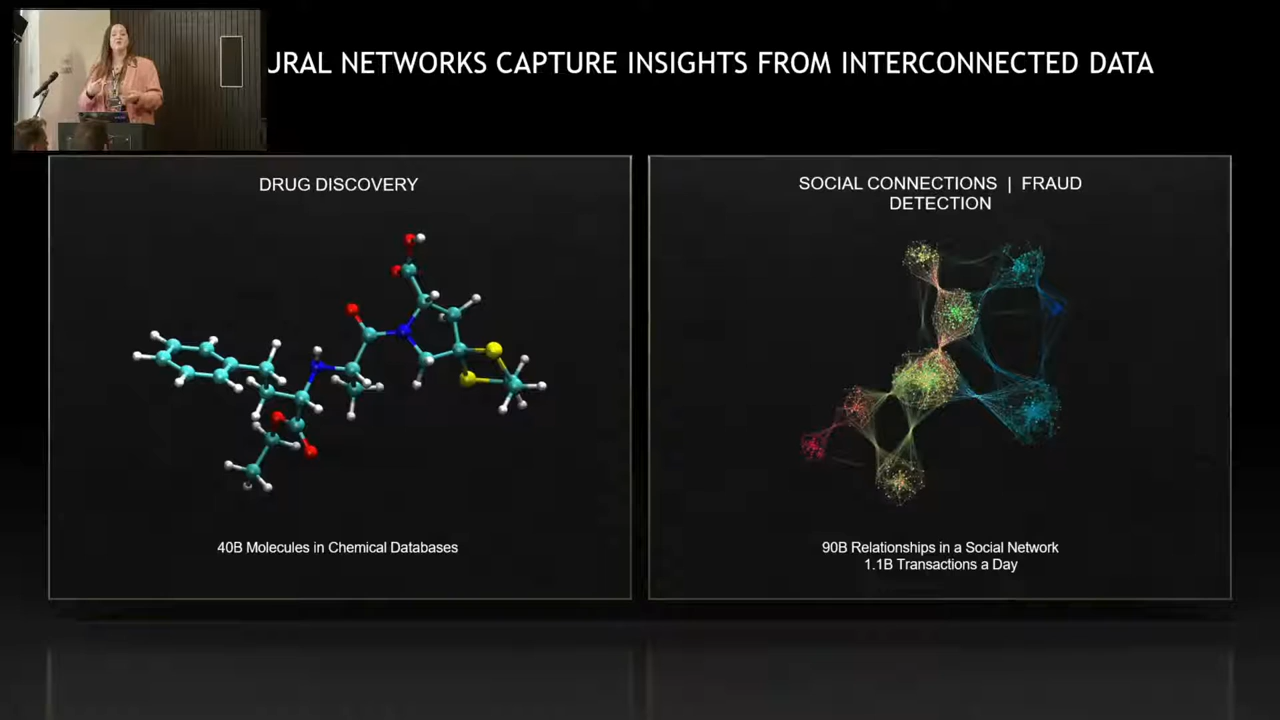 URAL NETWORKS CAPTURE INSIGHTS FROM INTERCONNECTED DATA
DRUG DISCOVERY
40B Molecules in Chemical Databases
SOCIAL CONNECTIONS | FRAUD
DETECTION
90B Relationships in a Social Network
1.1B Transactions a Day